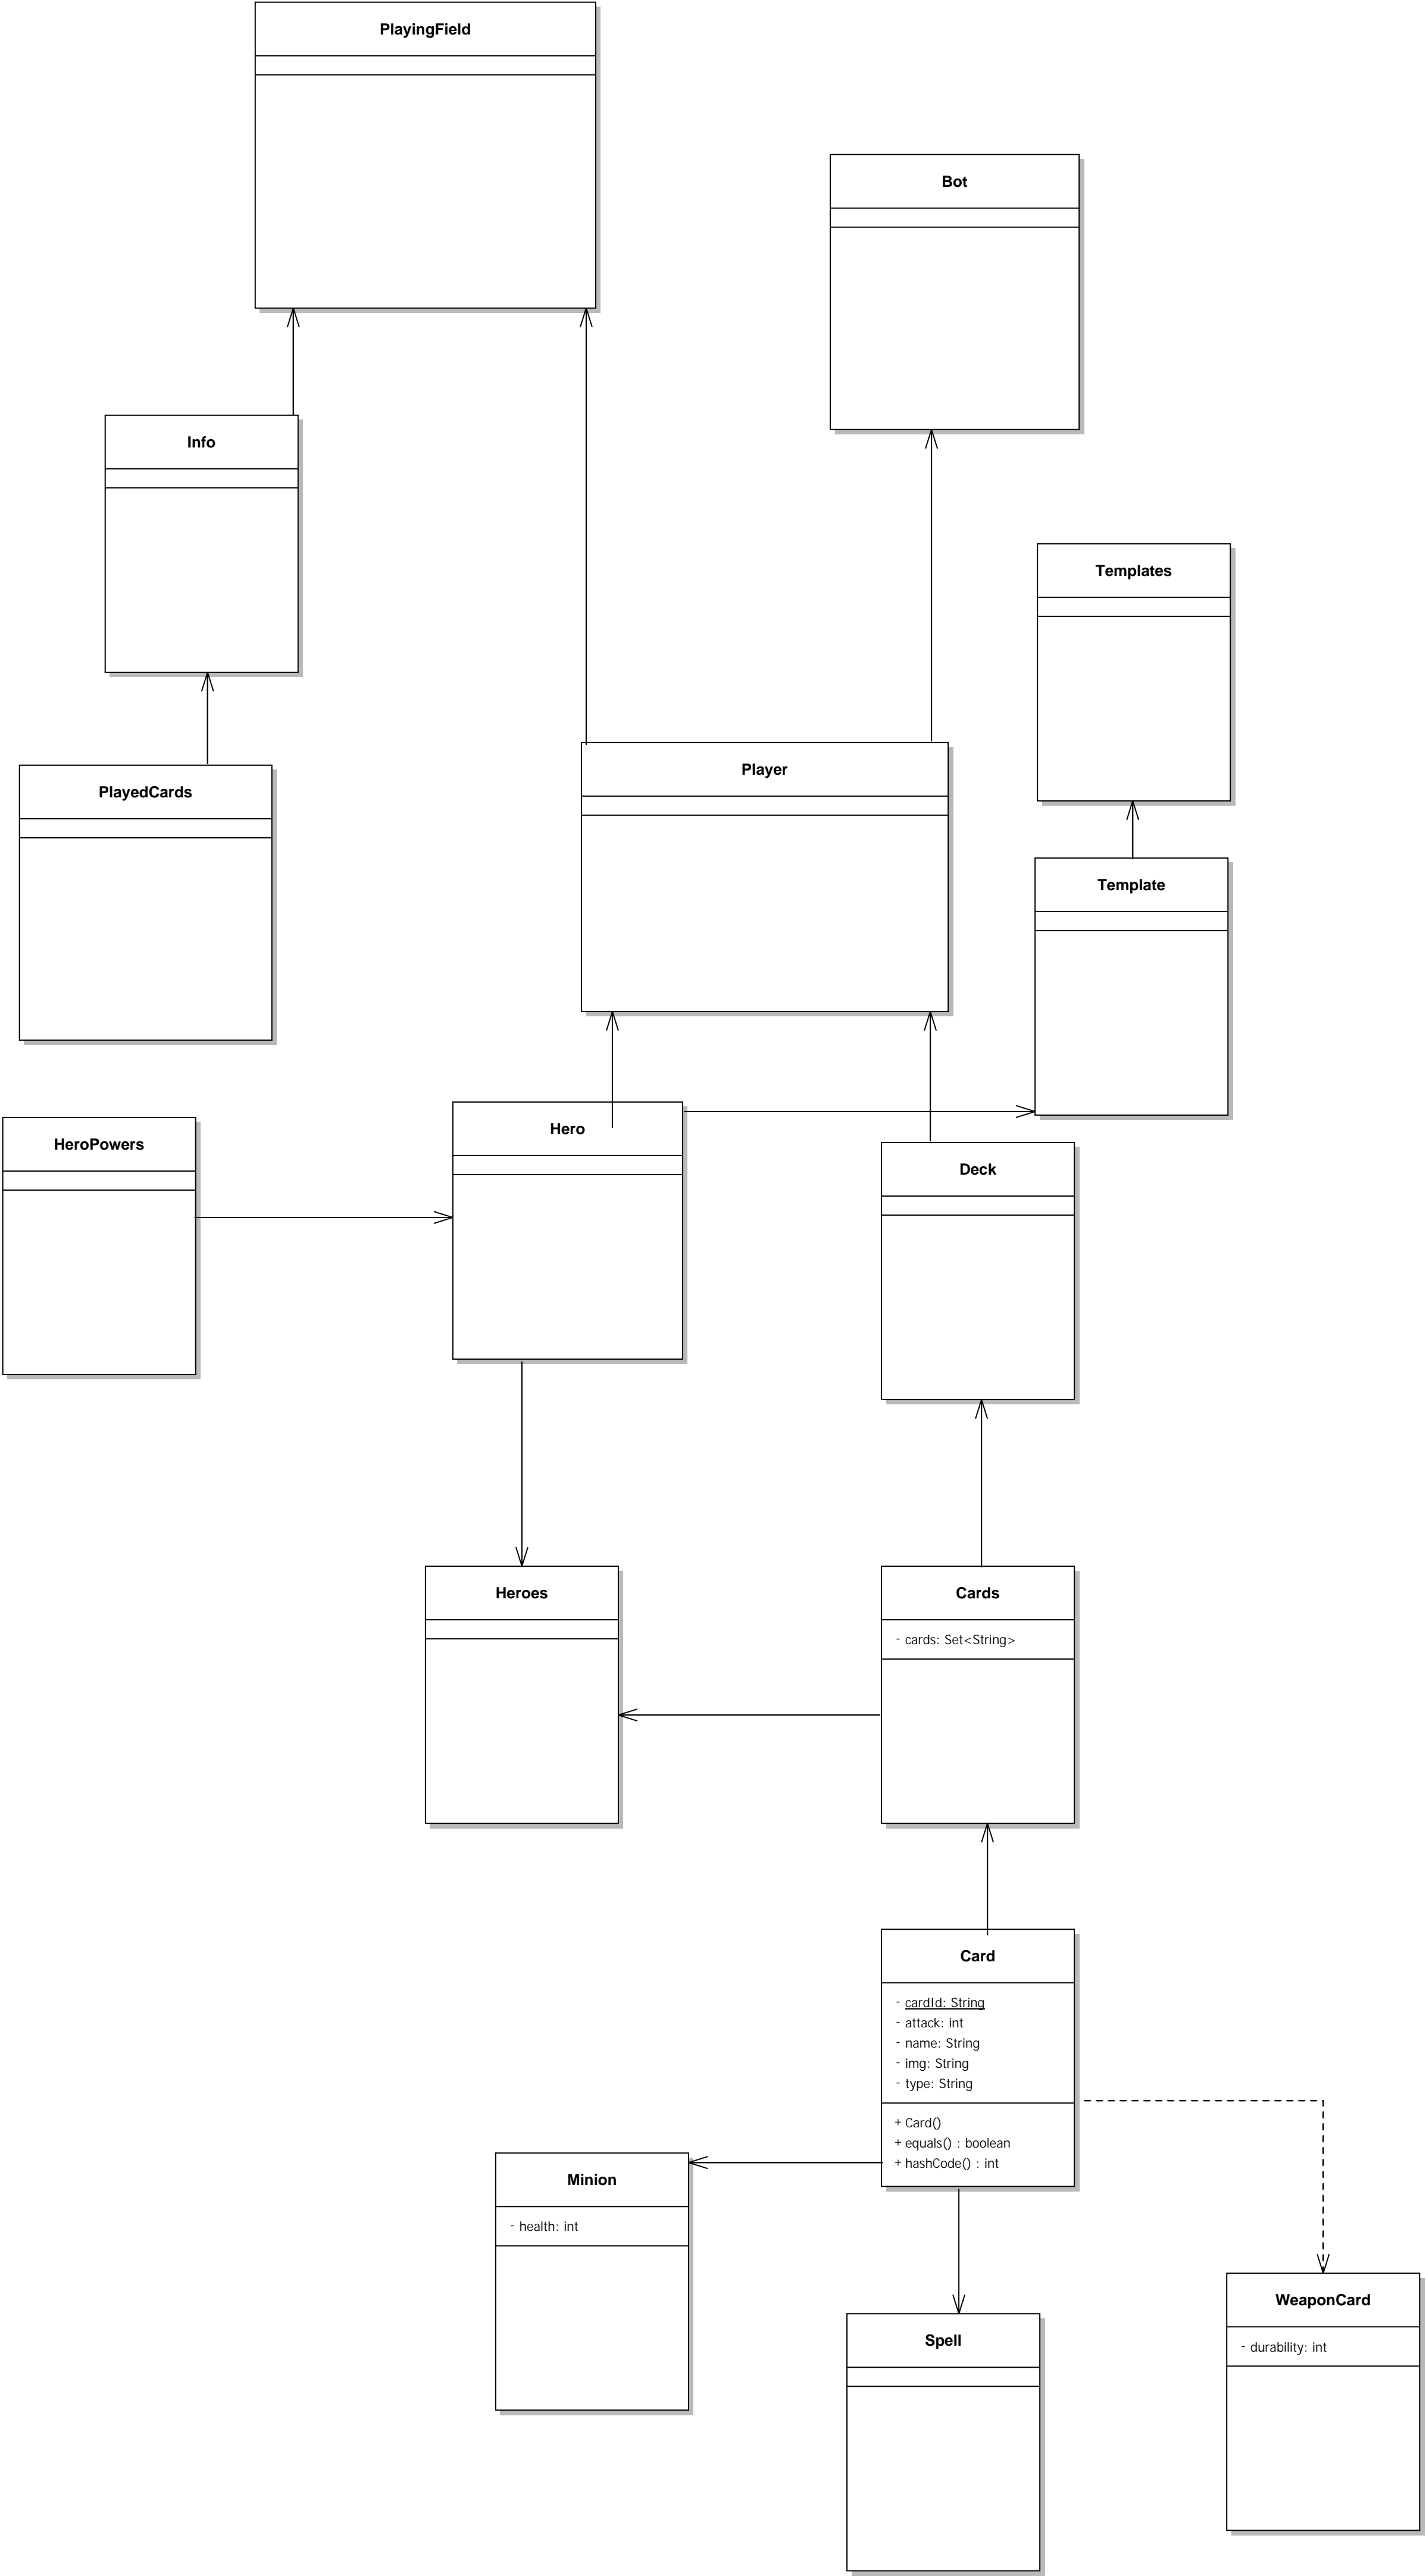 PlayingField
Bot
Info
Templates
Player
PlayedCards
Template
Hero
HeroPowers
Deck
Heroes
Cards
- cards: Set<String>
Card
- cardId: String
- attack: int
- name: String
- img: String
- type: String
+ Card()
+ equals() : boolean
+ hashCode() : int
Minion
- health: int
WeaponCard
- durability: int
Spell